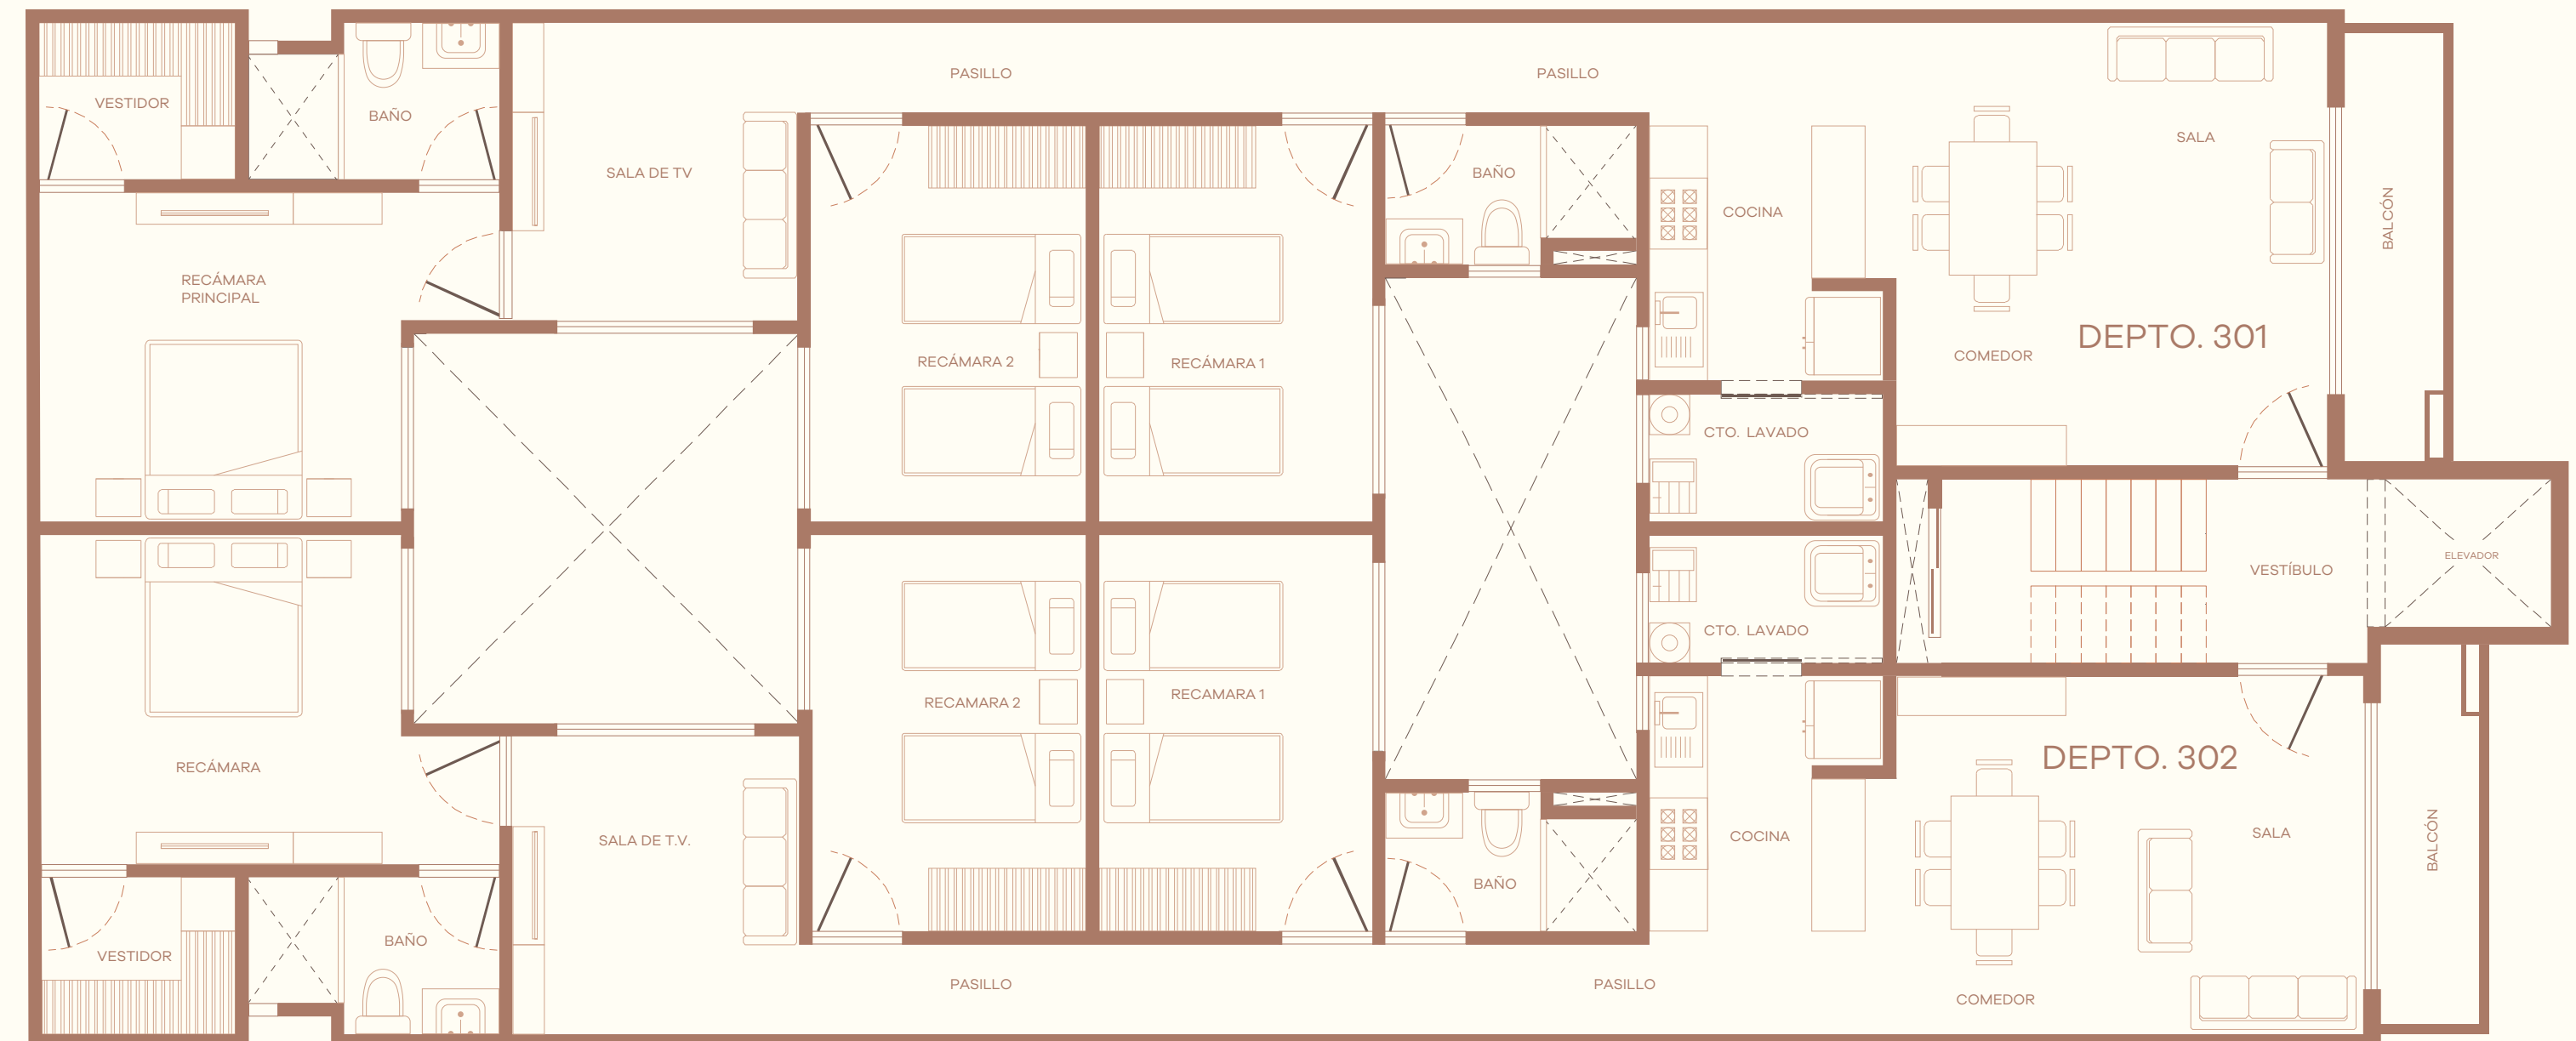 PASILLO
PASILLO
VESTIDOR
BAÑO
SALA DE TV
BAÑO
SALA
COCINA
BALCÓN
RECÁMARA
PRINCIPAL
DEPTO. 301
COMEDOR
RECÁMARA 2
RECÁMARA 1
CTO. LAVADO
ELEVADOR
VESTÍBULO
CTO. LAVADO
RECAMARA 2
RECAMARA 1
DEPTO. 302
RECÁMARA
SALA DE T.V.
COCINA
SALA
BALCÓN
BAÑO
BAÑO
VESTIDOR
PASILLO
PASILLO
COMEDOR